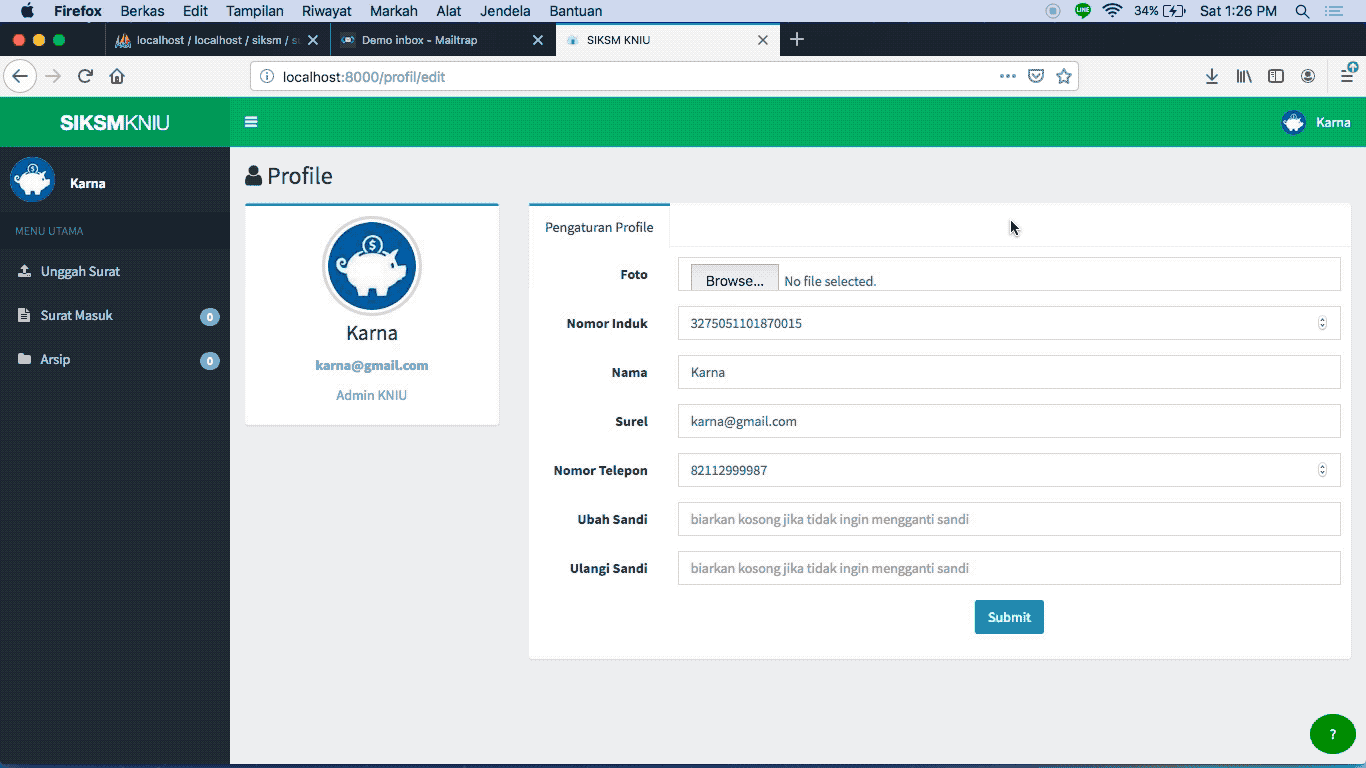 Firefox Berkas Edit Tampilan Riwayat Markah Alat Jendela Bantuan LINE 34% Sat 1:26 PM
localhost / localhost / siksm / Demo inbox - Mailtrap SIKSM KNIU
localhost:8000/profil/edit
SIKSMKNIU Karna
Karna
MENU UTAMA
Unggah Surat
Surat Masuk 0
Arsip 0
Profile
$
Karna
karna@gmail.com
Admin KNIU
Pengaturan Profile
Foto Browse... No file selected.
Nomor Induk 3275051101870015
Nama Karna
Surel karna@gmail.com
Nomor Telepon 82112999987
Ubah Sandi biarkan kosong jika tidak ingin mengganti sandi
Ulangi Sandi biarkan kosong jika tidak ingin mengganti sandi
Submit
?